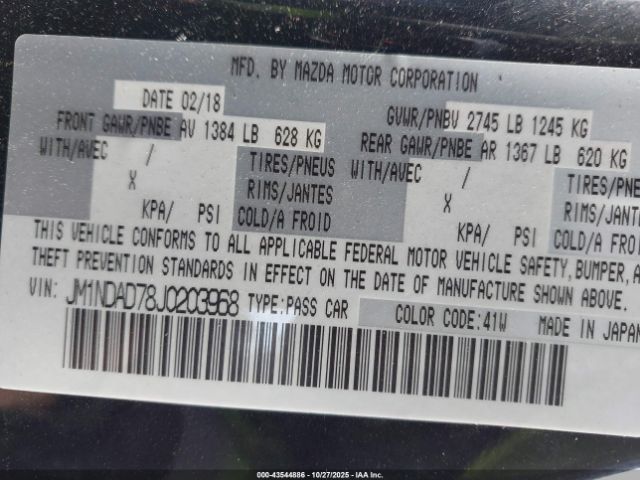 MFD. BY MAZDA MOTOR CORPORATION
DATE 02/18 GVWR/PNBV 2745 LB 1245 KG
FRONT GAWR/PNBE AV 1384 LB 628 KG REAR GAWR/PNBE AR 1367 LB 620 KG
WITH/AVEC / TIRES/PNEUS WITH/AVEC / TIRES/PN
X RIMS/JANTES X RIMS/JANTES
KPA/ PSI COLD/A FROID KPA/ PSI COLD/A FROID
THIS VEHICLE CONFORMS TO ALL APPLICABLE FEDERAL MOTOR VEHICLE SAFETY, BUMPER, A
THEFT PREVENTION STANDARDS IN EFFECT ON THE DATE OF MANUFACTURE SHOWN ABOVE.
VIN: JM1NDAD78J0203968 TYPE:PASS CAR COLOR CODE:41W MADE IN JAPAN
000-43544886 - 10/27/2025 - IAA Inc.